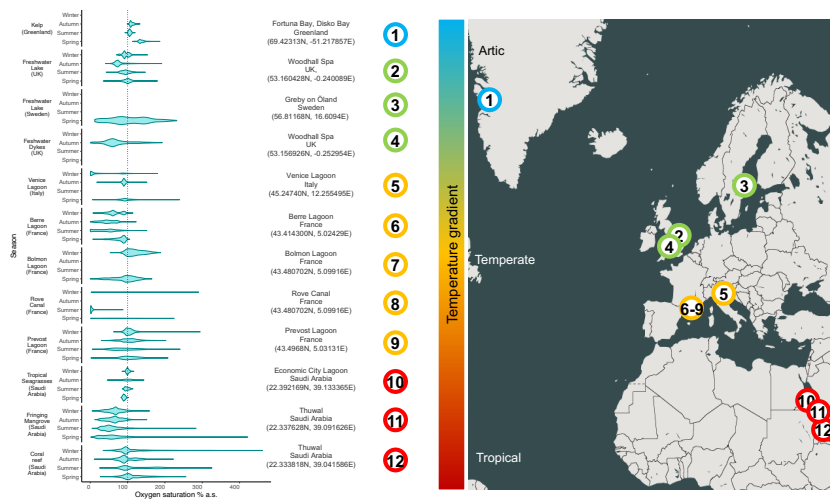 Season
Kelp
(Greenland)
Winter
Autumn
Summer
Spring
Fortuna Bay, Disko Bay
(Greenland)
(69.42313N, -51.217857E)
1
Freshwater
Lake
(UK)
Winter
Autumn
Summer
Spring
Woodhall Spa
UK,
(53.160428N, -0.240089E)
2
Freshwater
Lake
(Sweden)
Winter
Autumn
Summer
Spring
Greby on Öland
Sweden
(56.81168N, 16.6094E)
3
Feshwater
Dykes
(UK)
Winter
Autumn
Summer
Spring
Woodhall Spa
UK
(53.156926N, -0.252954E)
4
Venice
Lagoon
(Italy)
Winter
Autumn
Summer
Spring
Venice Lagoon
Italy
(45.24740N, 12.255495E)
5
Berre
Lagoon
(France)
Winter
Autumn
Summer
Spring
Berre Lagoon
France
(43.414300N, 5.02429E)
6
Bolmon
Lagoon
(France)
Winter
Autumn
Summer
Spring
Bolmon Lagoon
France
(43.480702N, 5.09916E)
7
Rove
Canal
(France)
Winter
Autumn
Summer
Spring
Rove Canal
France
(43.480702N, 5.09916E)
8
Prevost
Lagoon
(France)
Winter
Autumn
Summer
Spring
Prevost Lagoon
France
(43.4968N, 5.03131E)
9
Tropical
Seagrasses
(Saudi
Arabia)
Winter
Autumn
Summer
Spring
Economic City Lagoon
Saudi Arabia
(22.392169N, 39.133365E)
10
Fringing
Mangrove
(Saudi
Arabia)
Winter
Autumn
Summer
Spring
Thuwal
Saudi Arabia
(22.337628N, 39.091626E)
11
Coral
reef
(Saudi
Arabia)
Winter
Autumn
Summer
Spring
Thuwal
Saudi Arabia
(22.333818N, 39.041586E)
12
0 100 200 300 400
Oxygen saturation % a.s.
Temperature gradient
Artic
Temperate
Tropical
1
3
2
4
5
6-9
10
11
12